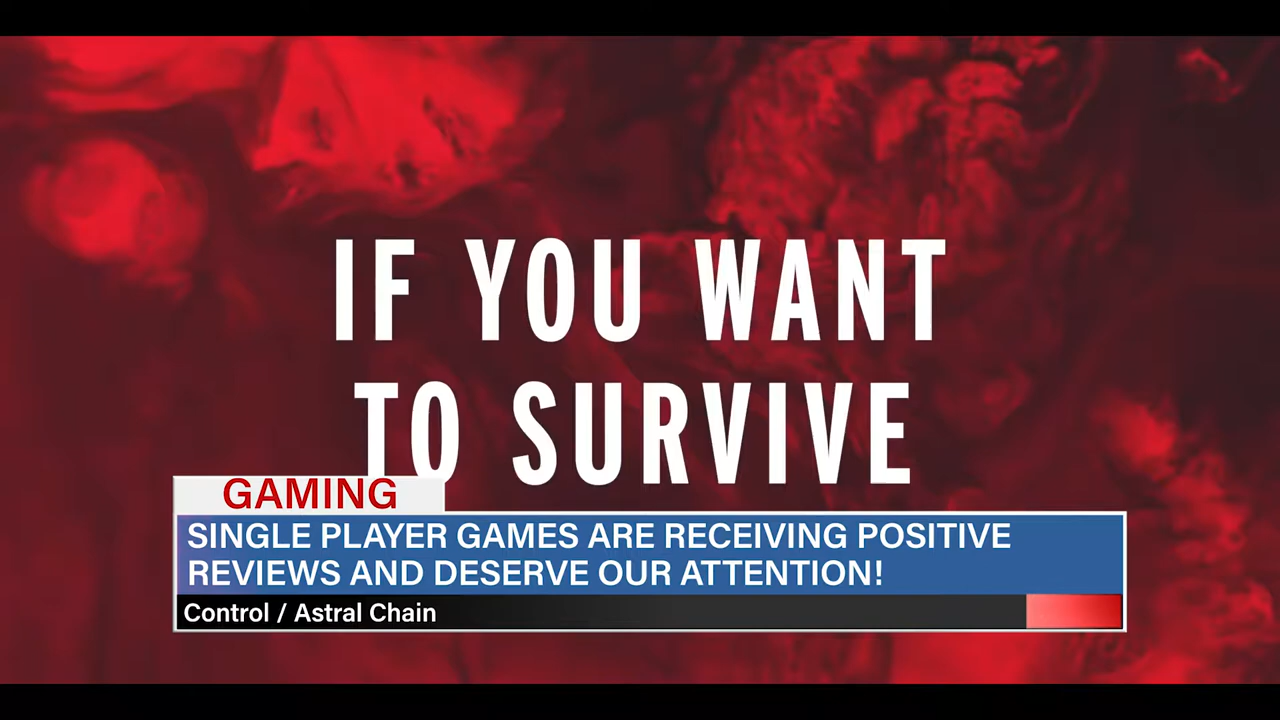 IF YOU WANT
TO SURVIVE
GAMING
SINGLE PLAYER GAMES ARE RECEIVING POSITIVE
REVIEWS AND DESERVE OUR ATTENTION!
Control / Astral Chain